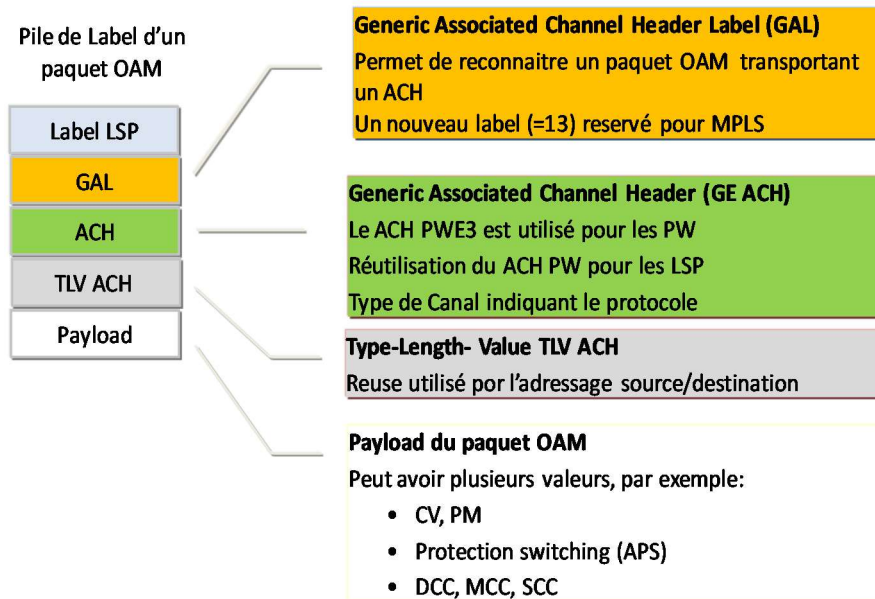 Pile de Label d'un
paquet OAM
Label LSP
GAL
ACH
TLV ACH
Payload
Generic Associated Channel Header Label (GAL)
Permet de reconnaitre un paquet OAM transportant
un ACH
Un nouveau label (=13) reservé pour MPLS
Generic Associated Channel Header (GE ACH)
Le ACH PWE3 est utilisé pour les PW
Réutilisation du ACH PW pour les LSP
Type de Canal indiquant le protocole
Type-Length- Value TLV ACH
Reuse utilisé por l'adressage source/destination
Payload du paquet OAM
Peut avoir plusieurs valeurs, par exemple:
• CV, PM
• Protection switching (APS)
• DCC, MCC, SCC